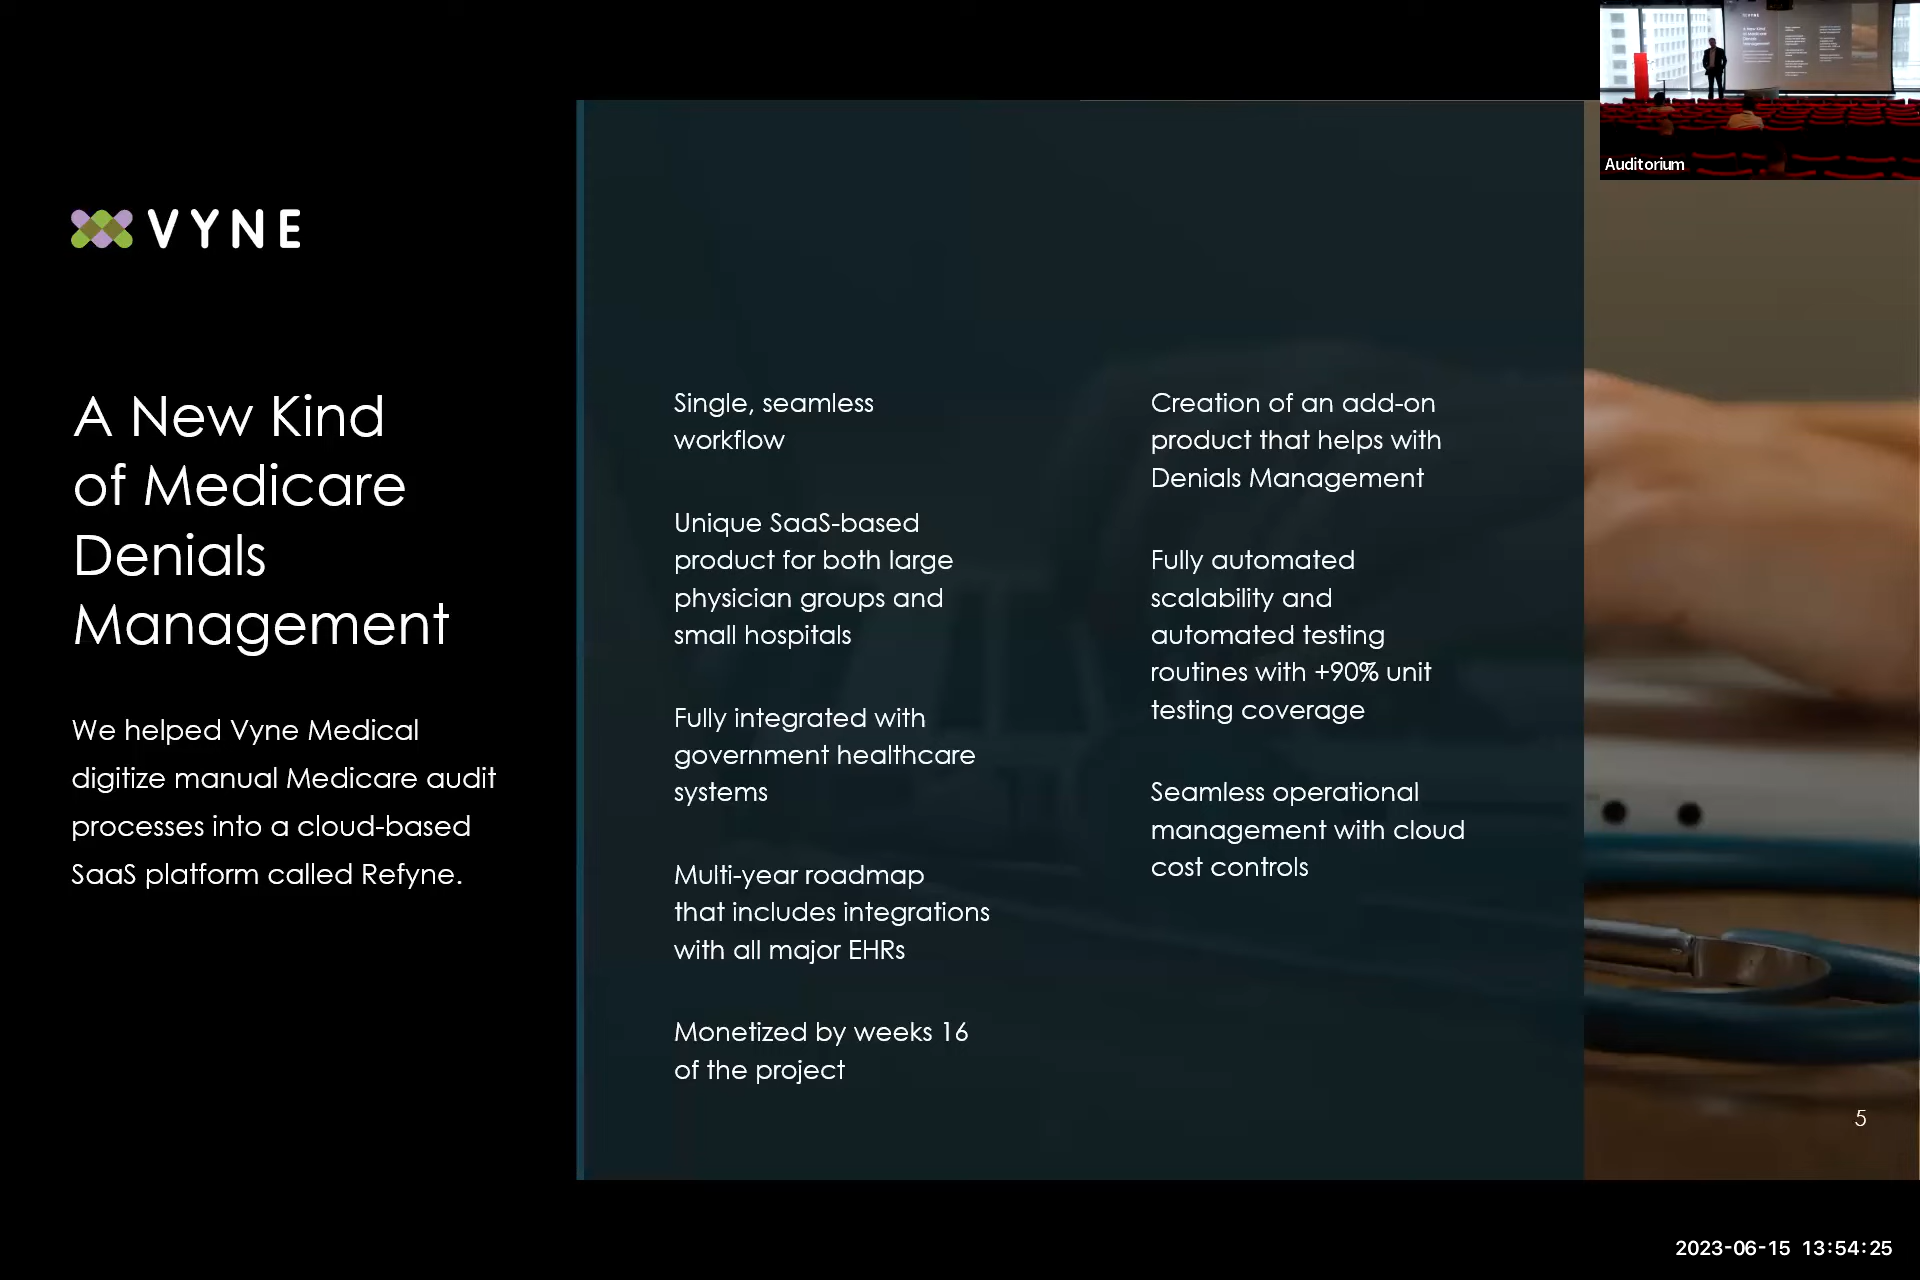 VYNE
A New Kind
of Medicare
Denials
Management
We helped Vyne Medical
digitize manual Medicare audit
processes into a cloud-based
SaaS platform called Refyne.
Single, seamless
workflow
Unique SaaS-based
product for both large
physician groups and
small hospitals
Fully integrated with
government healthcare
systems
Multi-year roadmap
that includes integrations
with all major EHRs
Monetized by weeks 16
of the project
Creation of an add-on
product that helps with
Denials Management
Fully automated
scalability and
automated testing
routines with +90% unit
testing coverage
Seamless operational
management with cloud
cost controls
Auditorium
5
2023-06-15 13:54:25